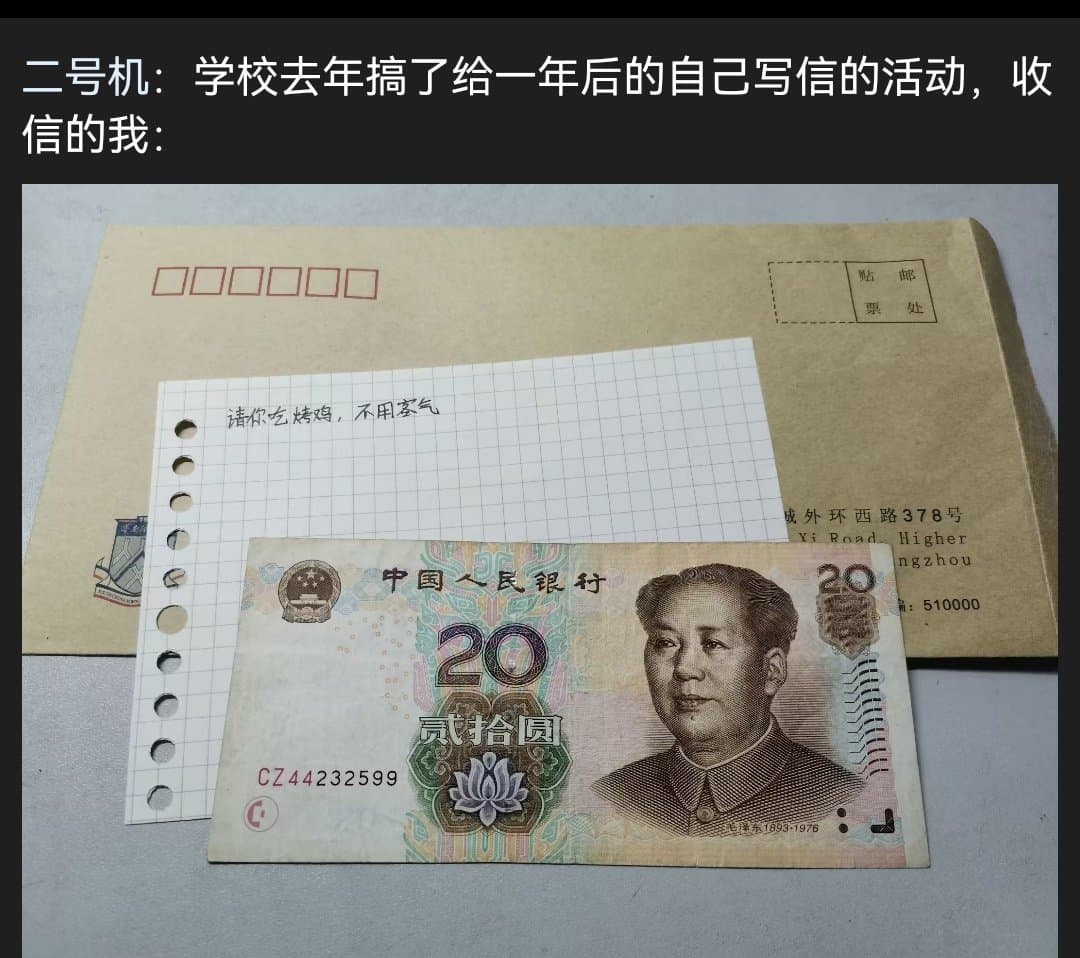 二号机：学校去年搞了给一年后的自己写信的活动，收
信的我：
贴 邮
票 处
请你吃烤鸡，不用客气
城外环西路378号
Xi Road, Higher
ngzhou
编：510000
中国人民银行
20
20
贰拾圆
CZ44232599
毛泽东1893-1976